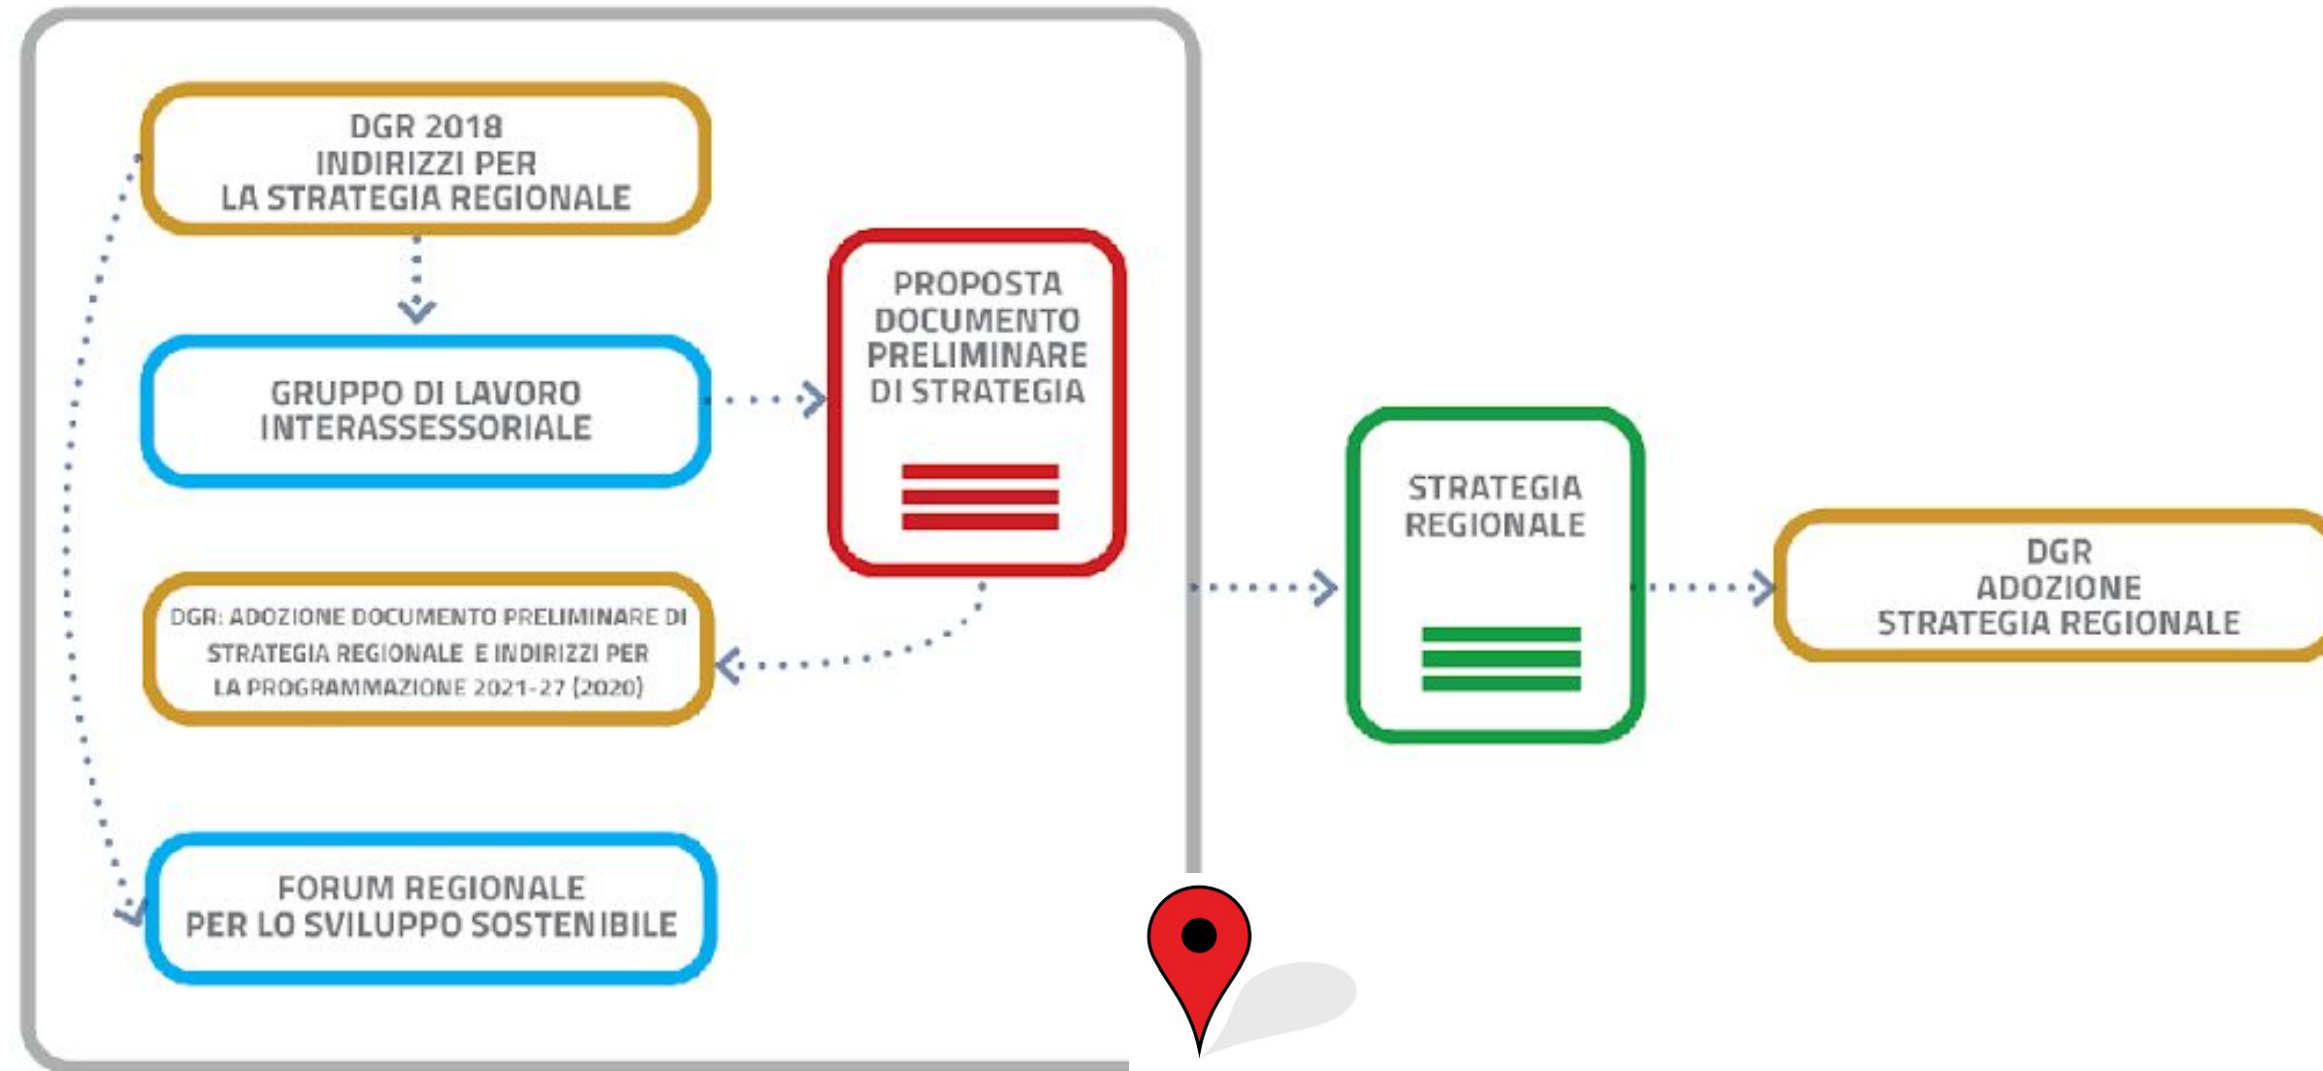 DGR 2018
INDIRIZZI PER
LA STRATEGIA REGIONALE
GRUPPO DI LAVORO
INTERASSESSORIALE
PROPOSTA
DOCUMENTO
PRELIMINARE
DI STRATEGIA
DGR: ADOZIONE DOCUMENTO PRELIMINARE DI
STRATEGIA REGIONALE E INDIRIZZI PER
LA PROGRAMMAZIONE 2021-27 (2020)
FORUM REGIONALE
PER LO SVILUPPO SOSTENIBILE
STRATEGIA
REGIONALE
DGR
ADOZIONE
STRATEGIA REGIONALE